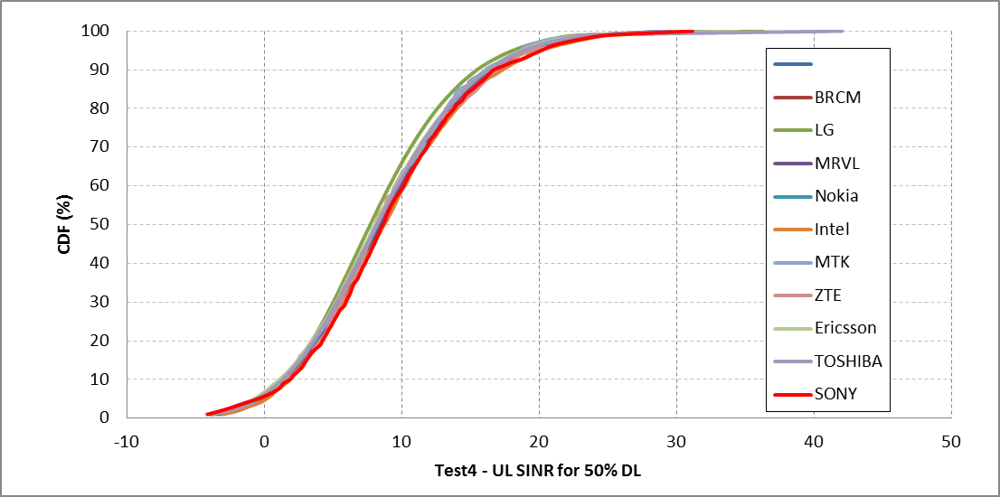 100
90
80
70
60
50
40
30
20
10
0
CDF (%)
-10 0 10 20 30 40 50
Test4 - UL SINR for 50% DL
BRCM
LG
MRVL
Nokia
Intel
MTK
ZTE
Ericsson
TOSHIBA
SONY